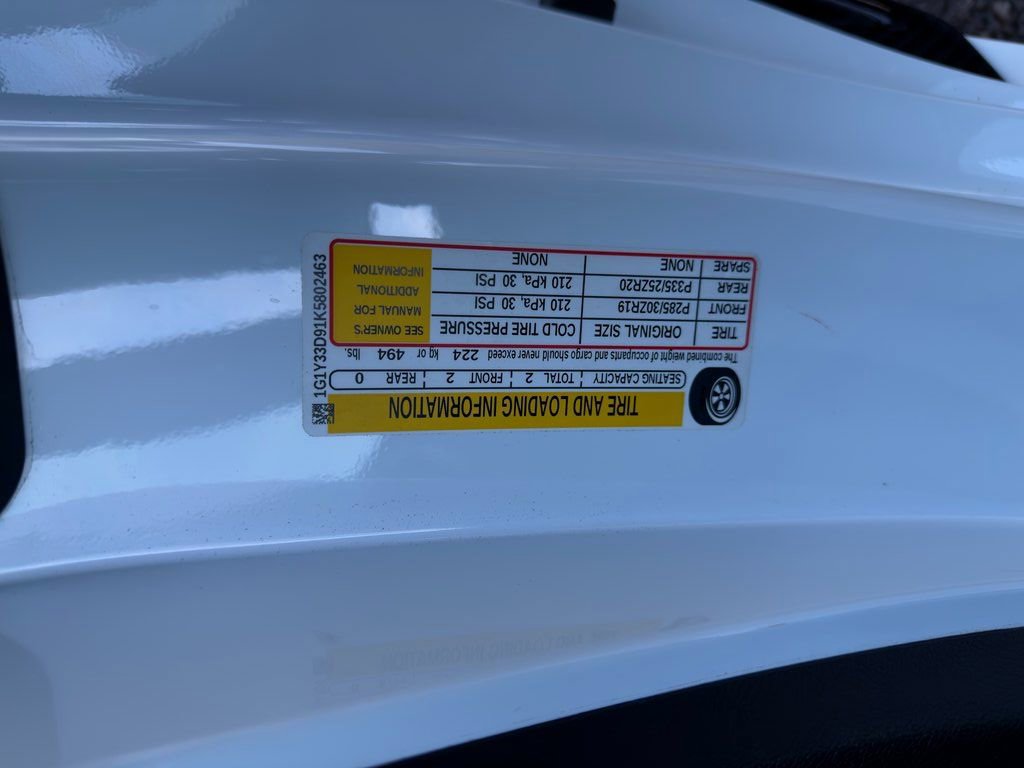 TIRE AND LOADING INFORMATION
SEATING CAPACITY TOTAL 2 FRONT 2 REAR 0
The combined weight of occupants and cargo should never exceed 224 kg or 494 lbs.
TIRE ORIGINAL SIZE COLD TIRE PRESSURE
FRONT P285/30ZR19 210 kPa, 30 PSI
REAR P335/25ZR20 210 kPa, 30 PSI
SPARE NONE NONE
SEE OWNER'S
MANUAL FOR
ADDITIONAL
INFORMATION
1G1Y33D91K5802463